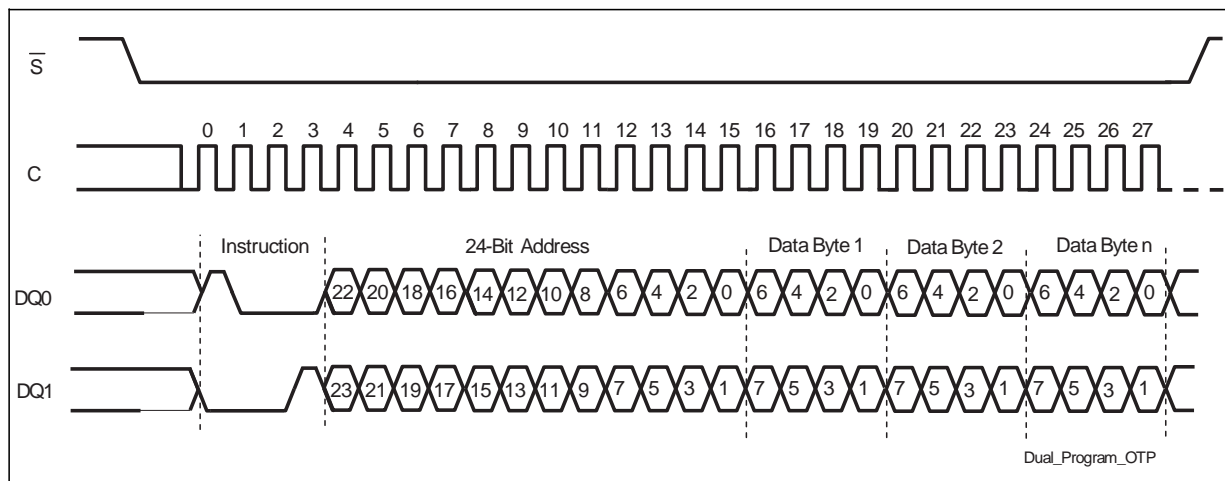 S
0 1 2 3 4 5 6 7 8 9 10 11 12 13 14 15 16 17 18 19 20 21 22 23 24 25 26 27
C
Instruction 24-Bit Address Data Byte 1 Data Byte 2 Data Byte n
DQ0 22 20 18 16 14 12 10 8 6 4 2 0 6 4 2 0 6 4 2 0 6 4 2 0
DQ1 23 21 19 17 15 13 11 9 7 5 3 1 7 5 3 1 7 5 3 1 7 5 3 1
Dual_Program_OTP